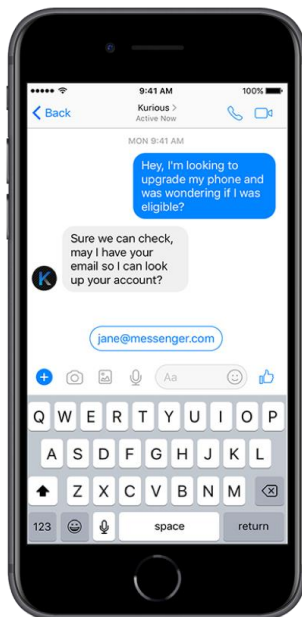 9:41 AM
100%
Back
Kurious >
Active Now
MON 9:41 AM
Hey, I'm looking to
upgrade my phone and
was wondering if I was
eligible?
Sure we can check,
may I have your
email so I can look
up your account?
K
jane@messenger.com
Aa
Q W E R T Y U I O P
A S D F G H J K L
Z X C V B N M
123 space return